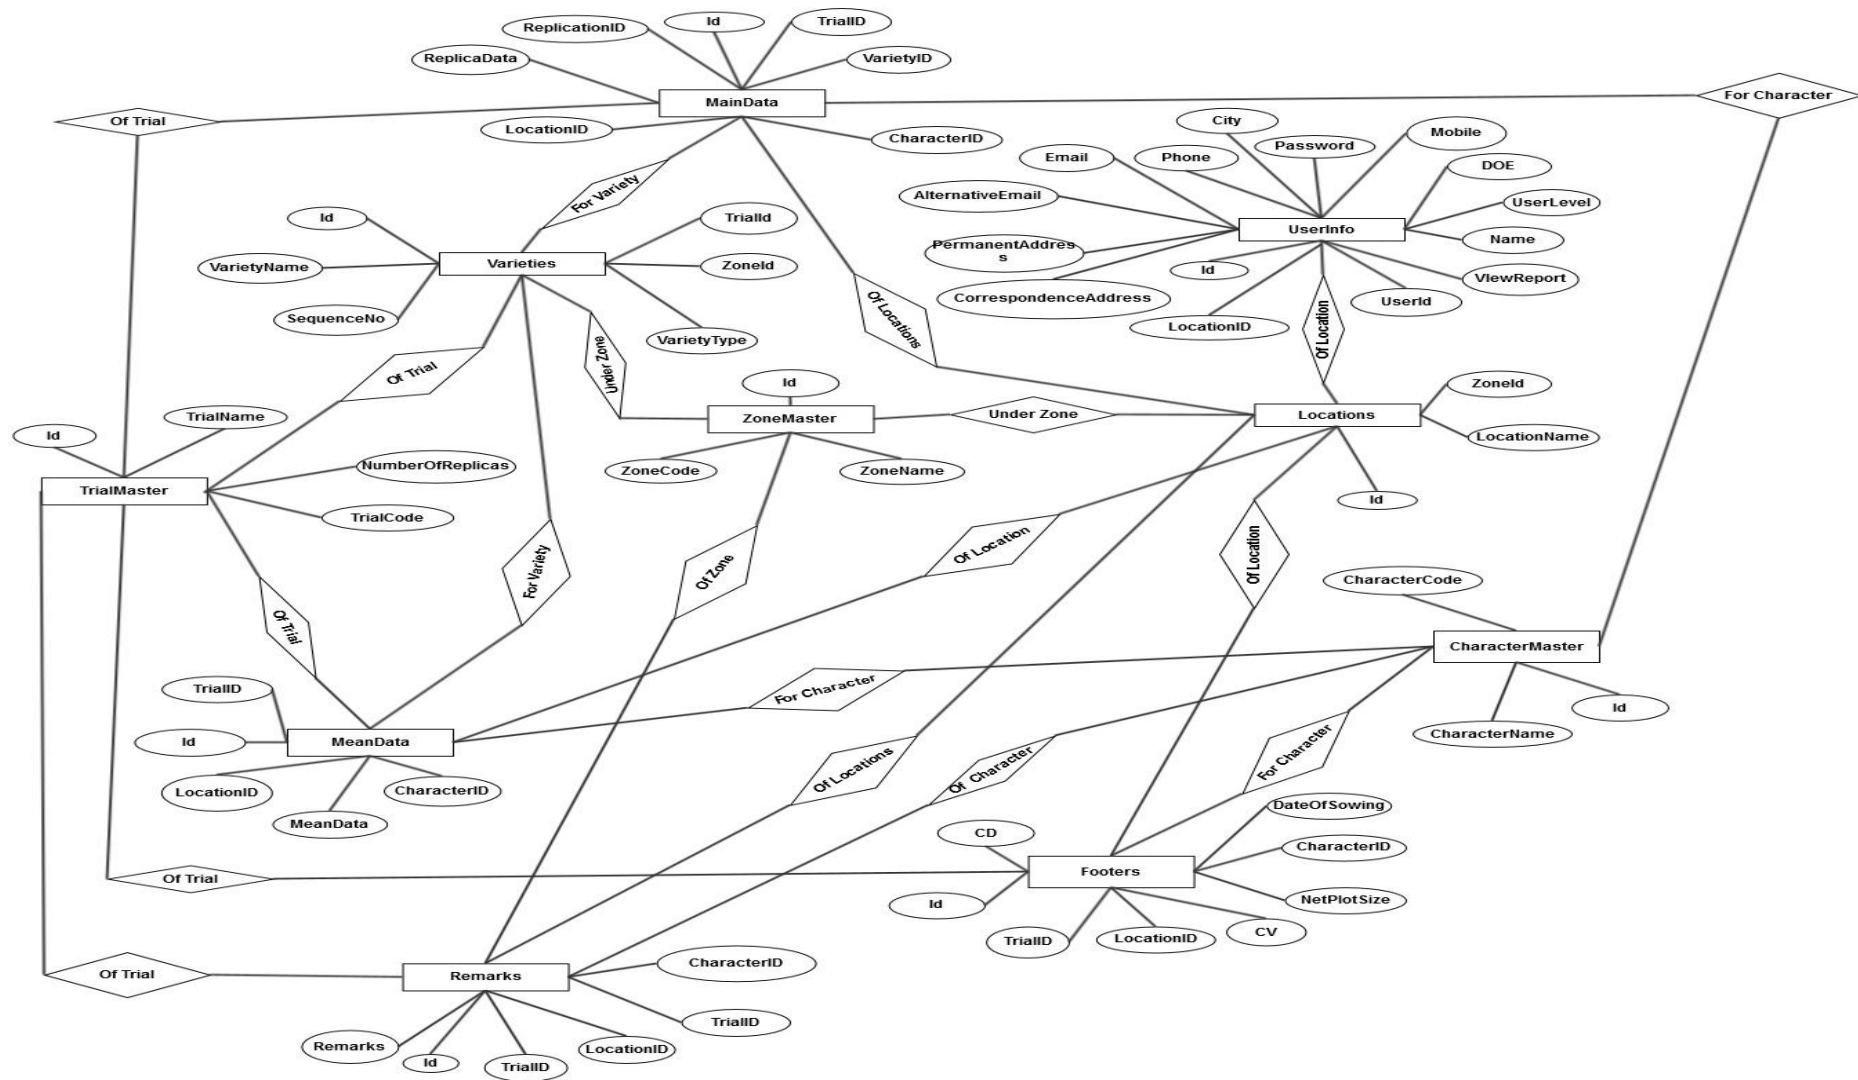 Id
TrialID
ReplicationID
ReplicaData
VarietyID
MainData
For Character
Of Trial
LocationID
CharacterID
City
Mobile
Password
Email
Phone
DOE
AlternativeEmail
UserLevel
For Variety
Id
TrialId
UserInfo
Name
PermanentAddres
s
VarietyName
Varieties
ZoneId
Id
VIewReport
CorrespondenceAddress
UserId
SequenceNo
Of Locations
LocationID
Of Location
VarietyType
Under Zone
Of Trial
Id
ZoneId
TrialName
ZoneMaster
Under Zone
Locations
Id
LocationName
NumberOfReplicas
ZoneCode
ZoneName
TrialMaster
Id
TrialCode
Of Location
Of Location
For Variety
Of Zone
CharacterCode
Of Trial
CharacterMaster
For Character
TrialID
Id
CharacterName
Id
MeanData
Of Locations
Of Character
For Character
LocationID
CharacterID
DateOfSowing
MeanData
CD
CharacterID
Of Trial
Footers
Id
NetPlotSize
TrialID
LocationID
CV
CharacterID
Of Trial
Remarks
TrialID
Remarks
Id
TrialID
LocationID